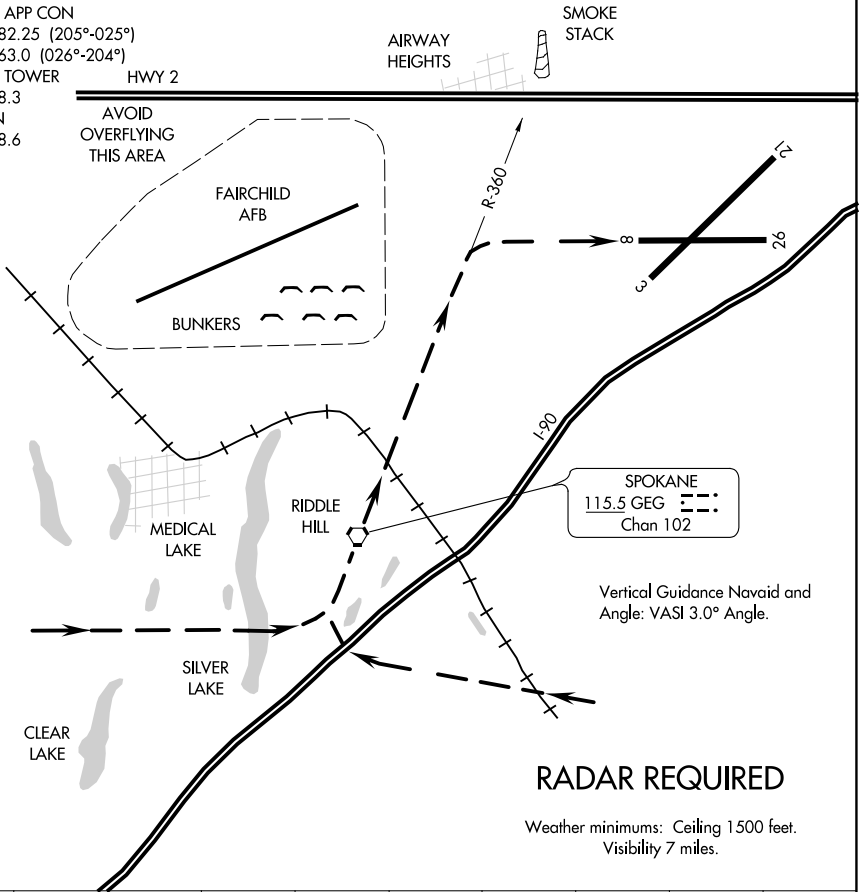 APP CON
82.25 (205°-025°)
63.0 (026°-204°)
TOWER
8.3
N
8.6
HWY 2
AIRWAY
HEIGHTS
SMOKE
STACK
AVOID
OVERFLYING
THIS AREA
FAIRCHILD
AFB
BUNKERS
R-360
21
8
26
3
I-90
SPOKANE
115.5 GEG
Chan 102
RIDDLE
HILL
MEDICAL
LAKE
Vertical Guidance Navaid and
Angle: VASI 3.0° Angle.
SILVER
LAKE
CLEAR
LAKE
RADAR REQUIRED
Weather minimums: Ceiling 1500 feet.
Visibility 7 miles.